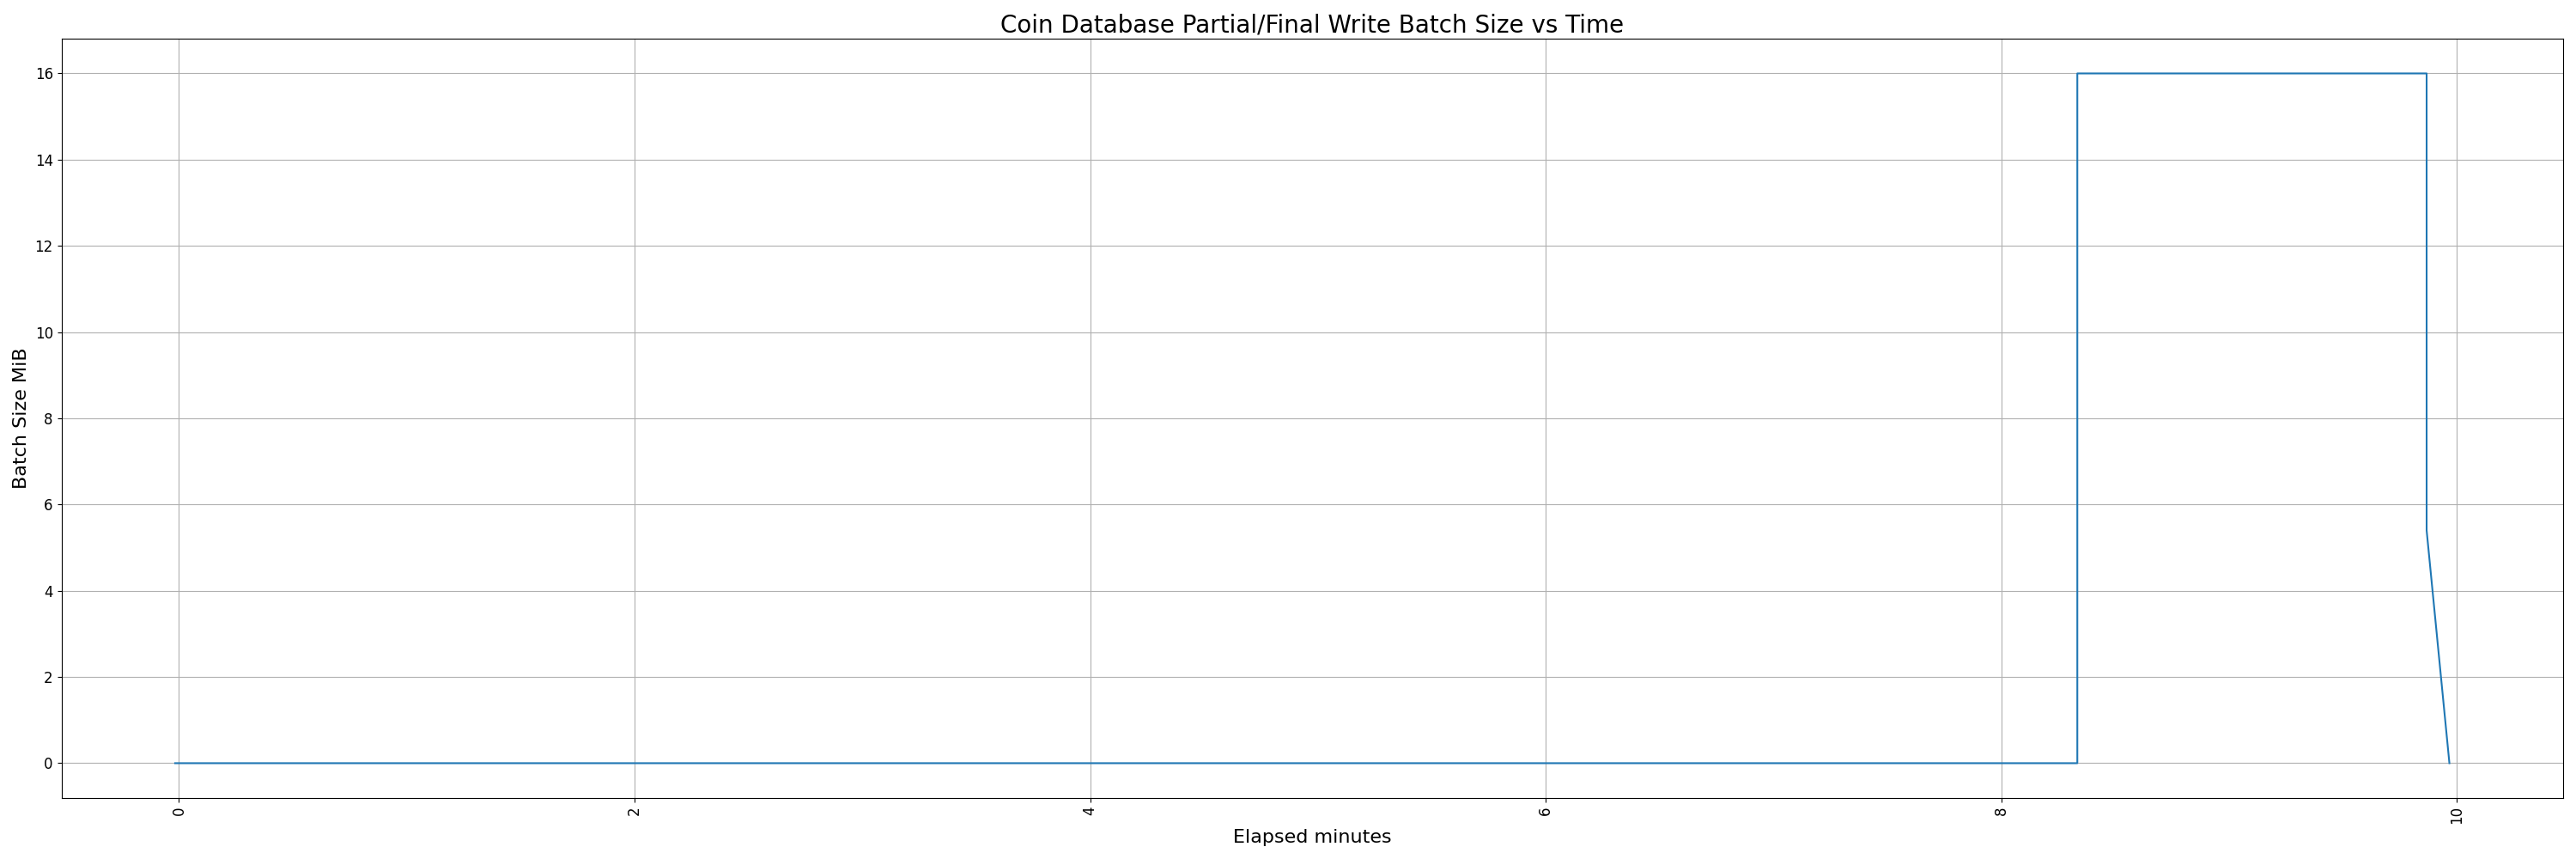 Coin Database Partial/Final Write Batch Size vs Time
16
14
12
10
8
6
4
2
0
Batch Size MiB
0 2 4 6 8 10
Elapsed minutes